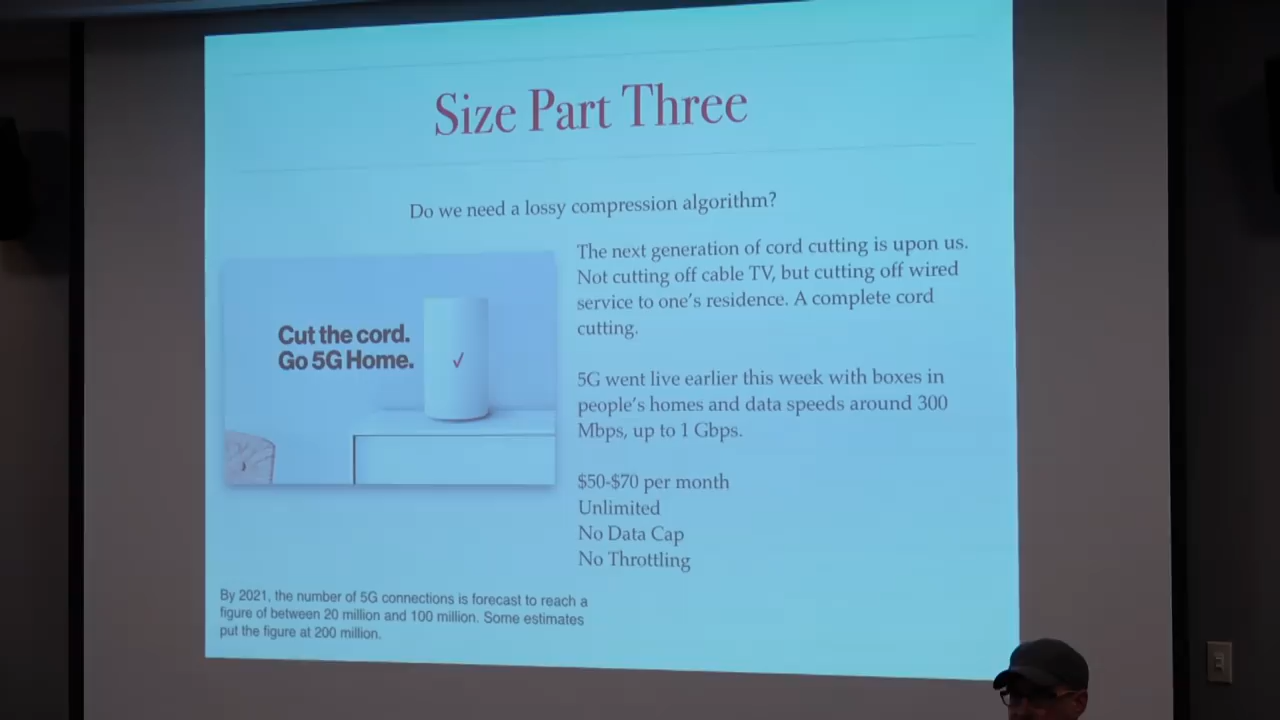 Size Part Three
Do we need a lossy compression algorithm?
Cut the cord.
Go 5G Home.
The next generation of cord cutting is upon us.
Not cutting off cable TV, but cutting off wired
service to one's residence. A complete cord
cutting.
5G went live earlier this week with boxes in
people's homes and data speeds around 300
Mbps, up to 1 Gbps.
$50-$70 per month
Unlimited
No Data Cap
No Throttling
By 2021, the number of 5G connections is forecast to reach a
figure of between 20 million and 100 million. Some estimates
put the figure at 200 million.